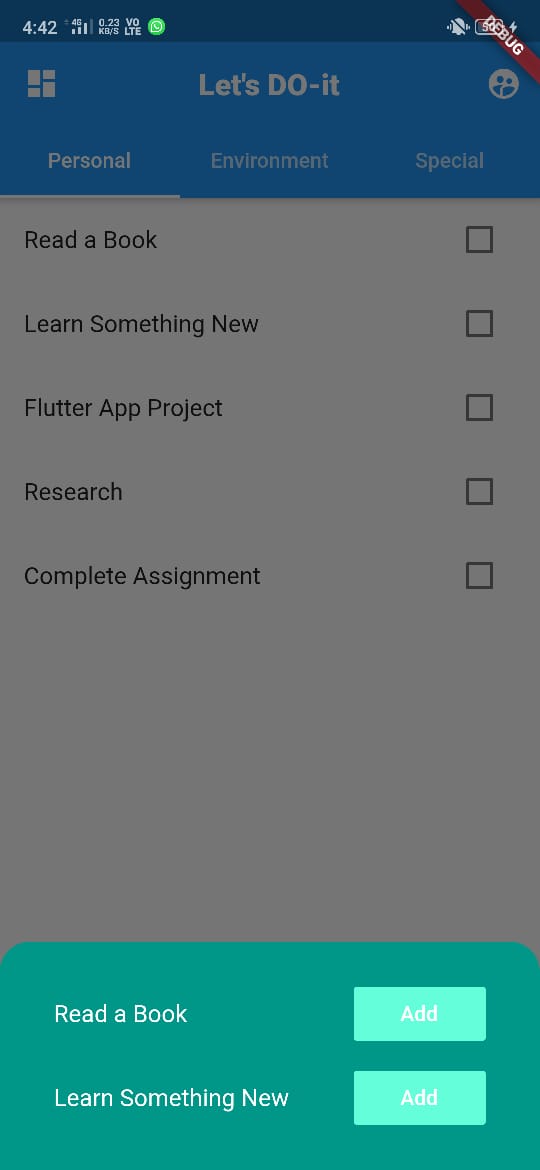 4:42 4G 0.23 KB/S VO LTE
DEBUG
Let's DO-it
Personal Environment Special
Read a Book
Learn Something New
Flutter App Project
Research
Complete Assignment
Read a Book Add
Learn Something New Add